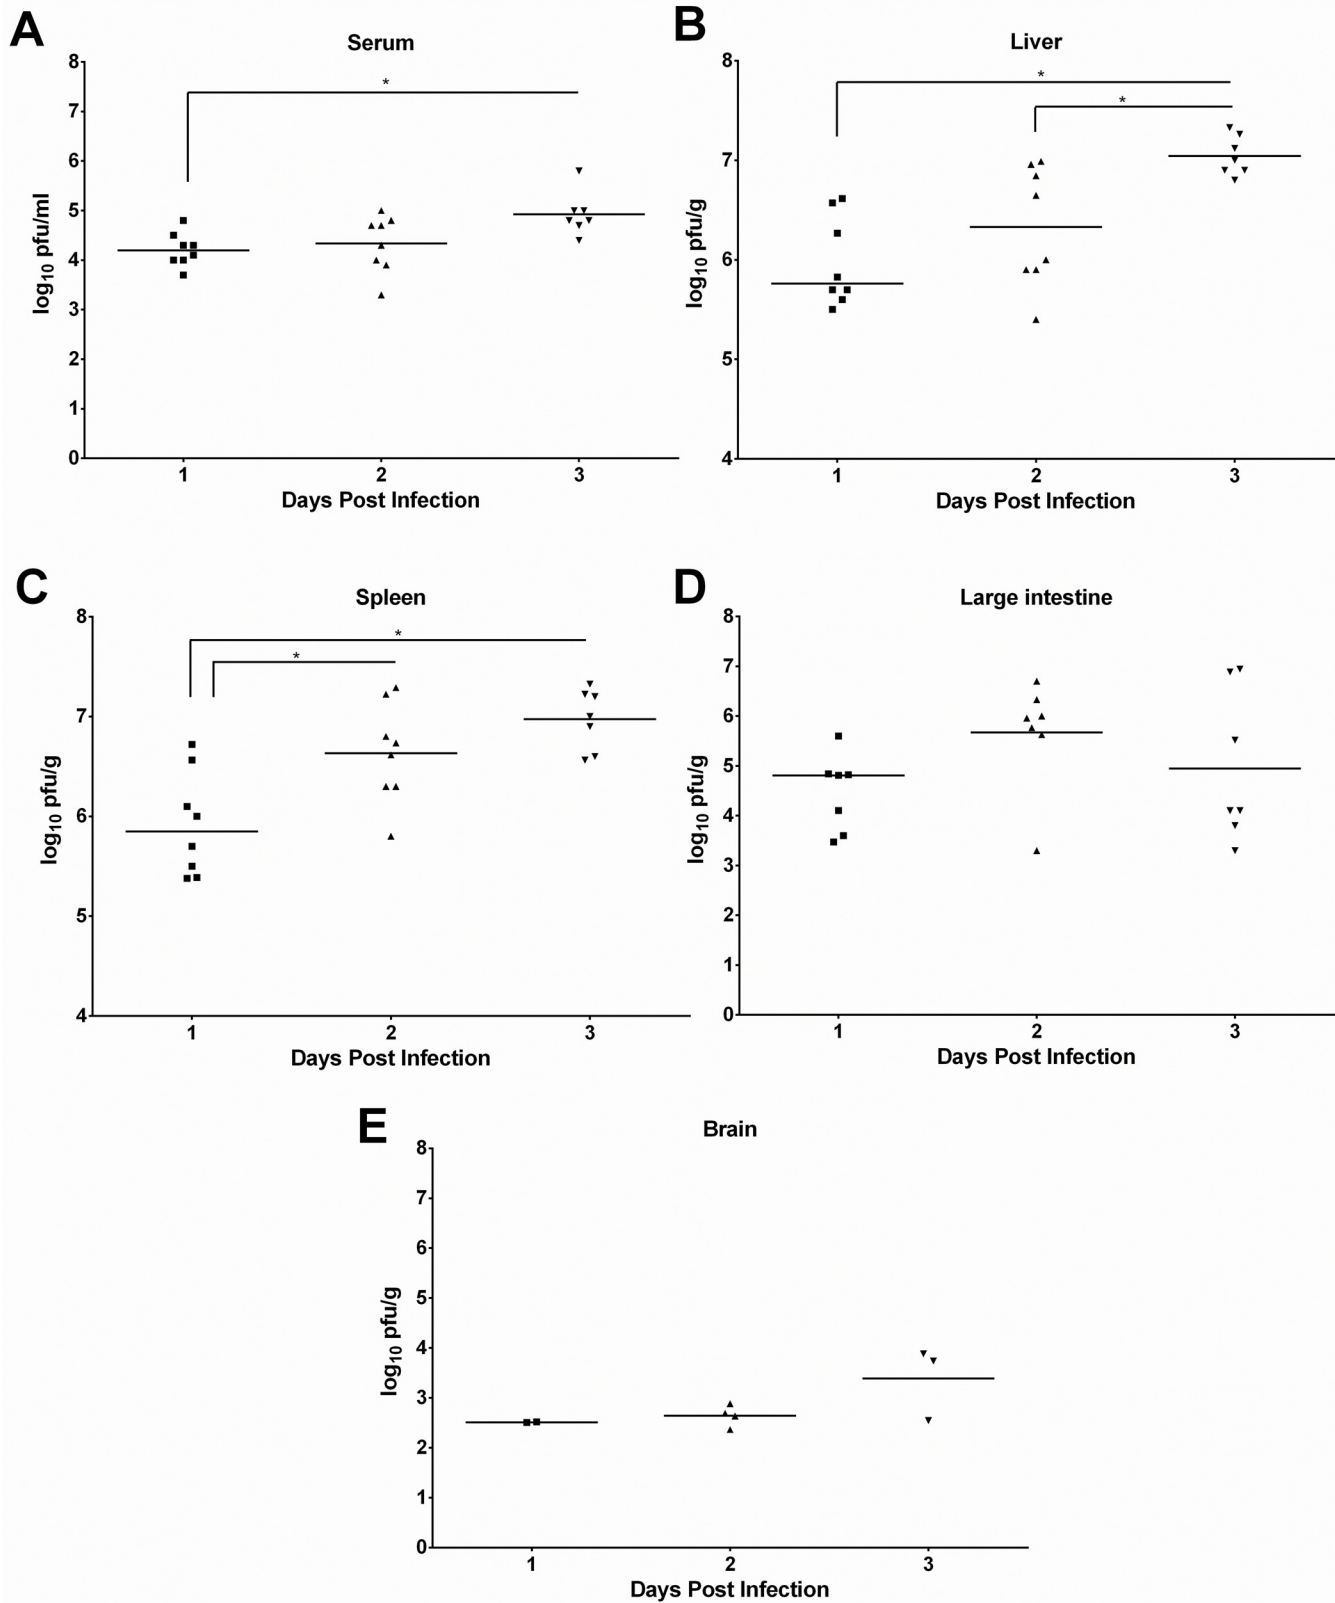 A
Serum
*
8
7
6
5
4
3
2
1
0
log10 pfu/ml
1 2 3
Days Post Infection
B
Liver
*
*
8
7
6
5
4
log10 pfu/g
1 2 3
Days Post Infection
C
Spleen
*
*
8
7
6
5
4
log10 pfu/g
1 2 3
Days Post Infection
D
Large intestine
8
7
6
5
4
3
2
1
0
log10 pfu/g
1 2 3
Days Post Infection
E
Brain
8
7
6
5
4
3
2
1
0
log10 pfu/g
1 2 3
Days Post Infection